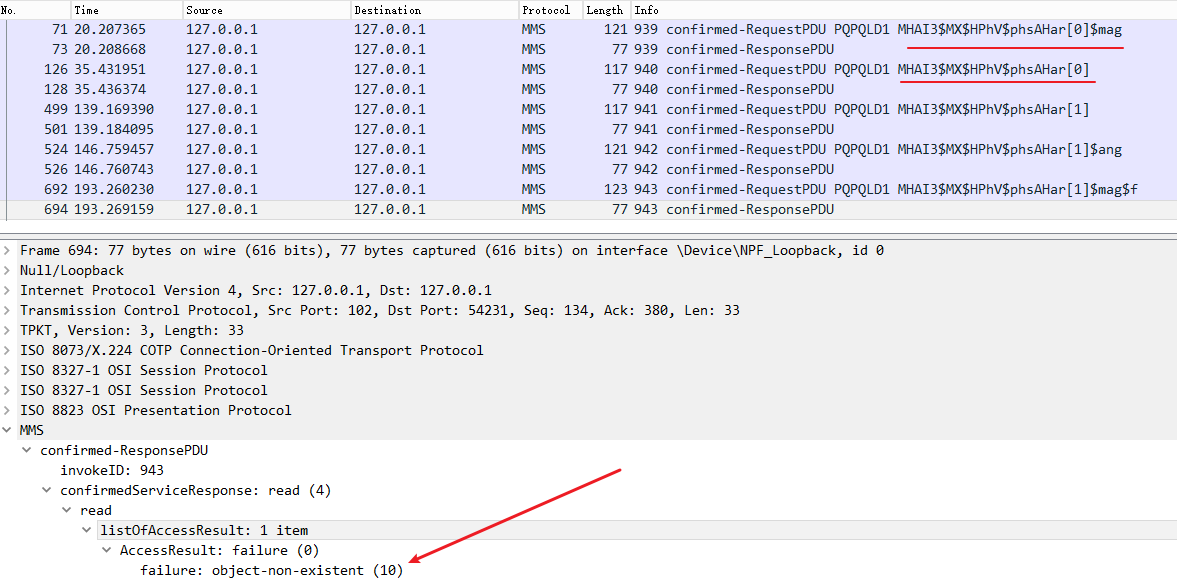 No. Time Source Destination Protocol Length Info
71 20.207365 127.0.0.1 127.0.0.1 MMS 121 939 confirmed-RequestPDU PQPQLD1 MHAI3$MX$HPhV$phsAHar[0]$mag
73 20.208668 127.0.0.1 127.0.0.1 MMS 77 939 confirmed-ResponsePDU
126 35.431951 127.0.0.1 127.0.0.1 MMS 117 940 confirmed-RequestPDU PQPQLD1 MHAI3$MX$HPhV$phsAHar[0]
128 35.436374 127.0.0.1 127.0.0.1 MMS 77 940 confirmed-ResponsePDU
499 139.169390 127.0.0.1 127.0.0.1 MMS 117 941 confirmed-RequestPDU PQPQLD1 MHAI3$MX$HPhV$phsAHar[1]
501 139.184095 127.0.0.1 127.0.0.1 MMS 77 941 confirmed-ResponsePDU
524 146.759457 127.0.0.1 127.0.0.1 MMS 121 942 confirmed-RequestPDU PQPQLD1 MHAI3$MX$HPhV$phsAHar[1]$ang
526 146.760743 127.0.0.1 127.0.0.1 MMS 77 942 confirmed-ResponsePDU
692 193.260230 127.0.0.1 127.0.0.1 MMS 123 943 confirmed-RequestPDU PQPQLD1 MHAI3$MX$HPhV$phsAHar[1]$mag$f
694 193.269159 127.0.0.1 127.0.0.1 MMS 77 943 confirmed-ResponsePDU
Frame 694: 77 bytes on wire (616 bits), 77 bytes captured (616 bits) on interface \Device\NPF_Loopback, id 0
Null/Loopback
Internet Protocol Version 4, Src: 127.0.0.1, Dst: 127.0.0.1
Transmission Control Protocol, Src Port: 102, Dst Port: 54231, Seq: 134, Ack: 380, Len: 33
TPKT, Version: 3, Length: 33
ISO 8073/X.224 COTP Connection-Oriented Transport Protocol
ISO 8327-1 OSI Session Protocol
ISO 8327-1 OSI Session Protocol
ISO 8823 OSI Presentation Protocol
MMS
confirmed-ResponsePDU
invokeID: 943
confirmedServiceResponse: read (4)
read
listOfAccessResult: 1 item
AccessResult: failure (0)
failure: object-non-existent (10)